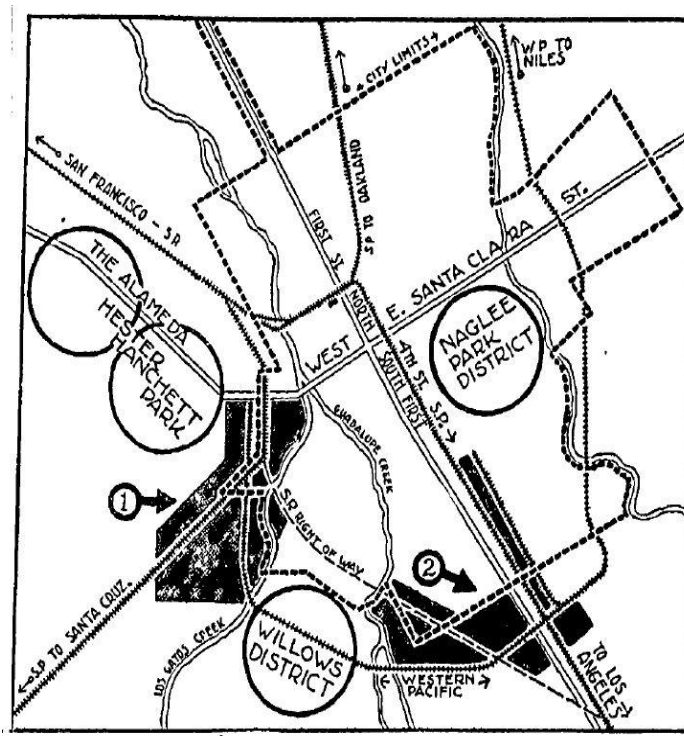 W.P. TO
NILES
← CITY LIMITS →
SAN FRANCISCO - S.P.
S.P. TO OAKLAND
FIRST ST.
THE ALAMEDA
HESTER
HANCHETT
PARK
NORTH
SOUTH FIRST
WEST
E. SANTA CLARA ST.
4TH ST. S.P.
NAGLEE
PARK
DISTRICT
GUADALUPE CREEK
1
S.P. RIGHT OF WAY
2
S.P. TO SANTA CRUZ.
LOS GATOS CREEK
WILLOWS
DISTRICT
← WESTERN →
PACIFIC
TO LOS
ANGELES